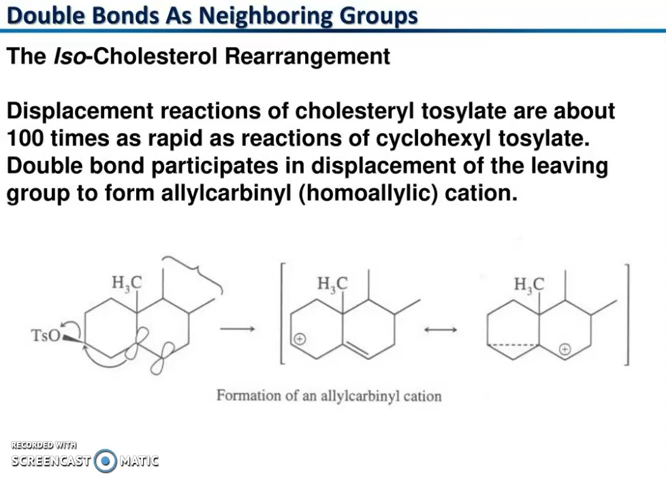 Double Bonds As Neighboring Groups
The Iso-Cholesterol Rearrangement
Displacement reactions of cholesteryl tosylate are about
100 times as rapid as reactions of cyclohexyl tosylate.
Double bond participates in displacement of the leaving
group to form allylcarbinyl (homoallylic) cation.
H₃C
H₃C
H₃C
TsO
Formation of an allylcarbinyl cation
RECORDED WITH
SCREENCAST MATIC